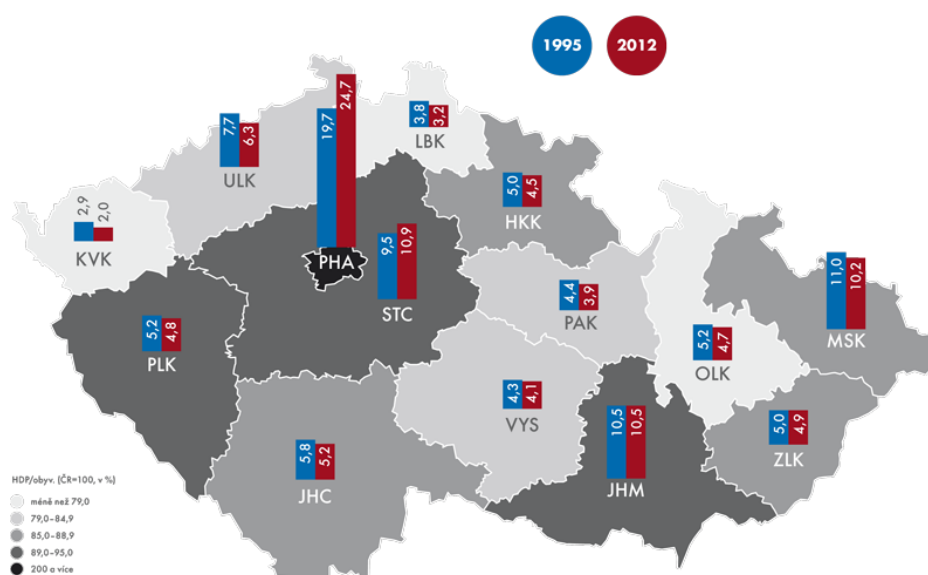 1995 2012
24,7
19,7
3,8 3,2
LBK
7,7 6,3
ULK
5,0 4,5
HKK
2,9 2,0
KVK
PHA
9,5 10,9
STC
11,0 10,2
MSK
4,4 3,9
PAK
5,2 4,8
PLK
5,2 4,7
OLK
4,3 4,1
VYS
10,5 10,5
JHM
5,0 4,9
ZLK
5,8 5,2
JHC
HDP/obyv. (ČR=100, v %)
méně než 79,0
79,0–84,9
85,0–88,9
89,0–95,0
200 a více